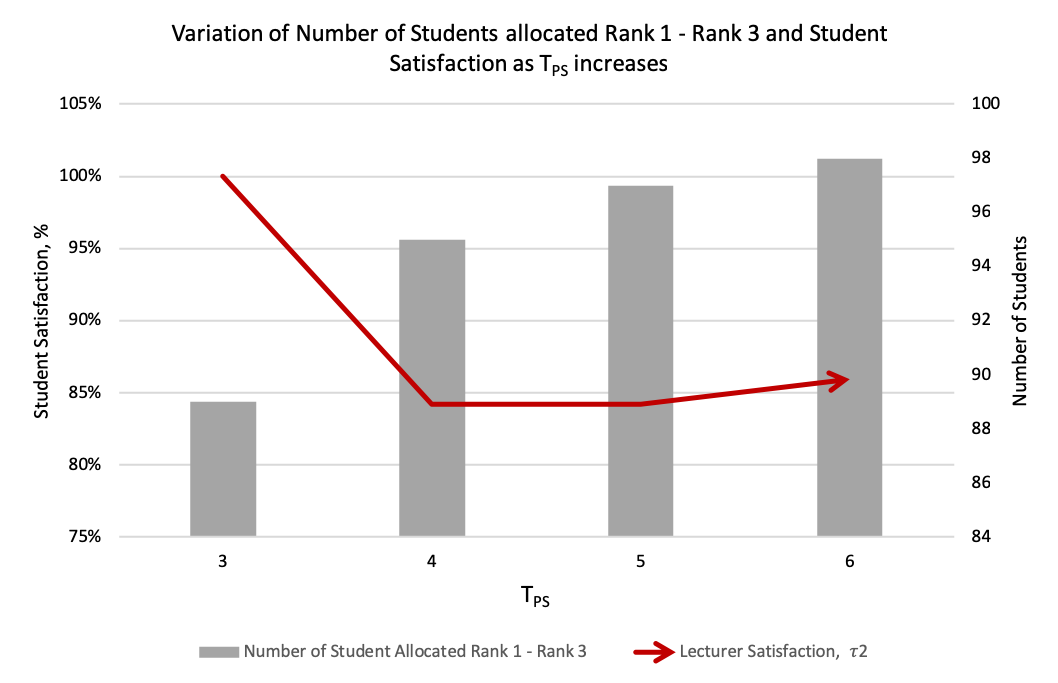 Variation of Number of Students allocated Rank 1 - Rank 3 and Student
Satisfaction as TPS increases
105%
100%
95%
90%
85%
80%
75%
Student Satisfaction, %
100
98
96
94
92
90
88
86
84
Number of Students
3 4 5 6
TPS
Number of Student Allocated Rank 1 - Rank 3
Lecturer Satisfaction, τ2